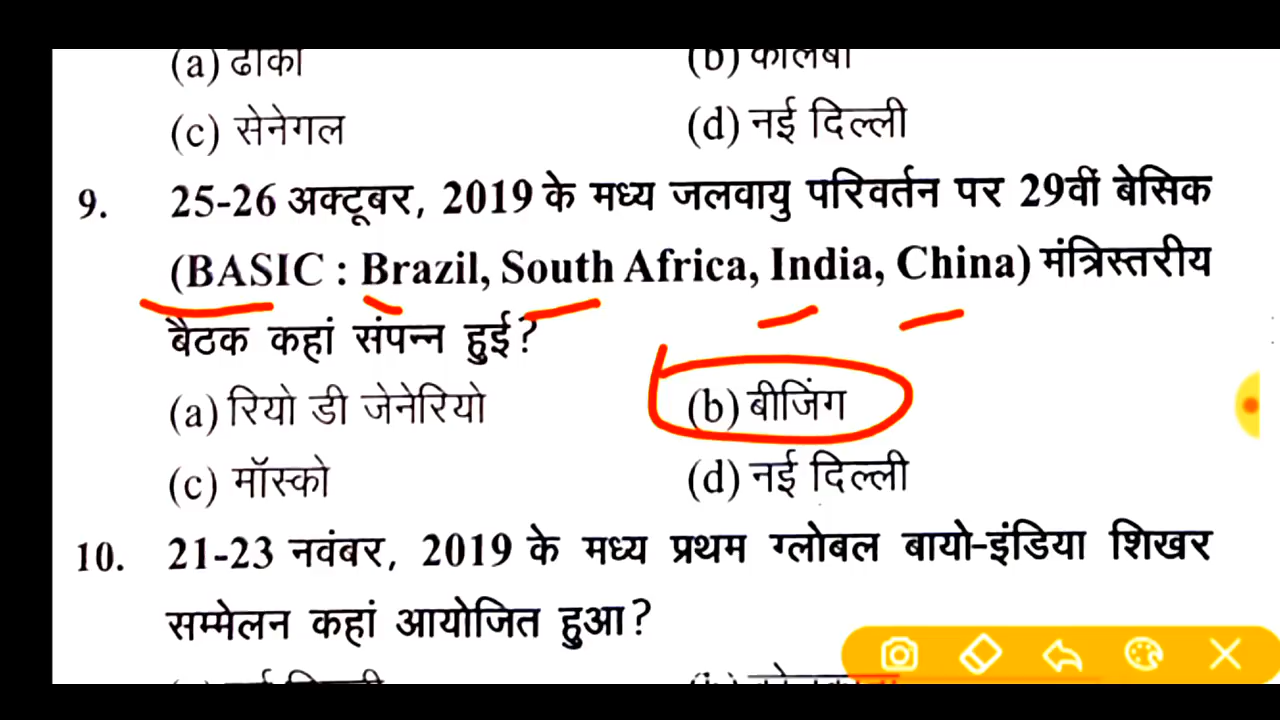 (a) ढाका (b) कोलंबो
(c) सेनेगल (d) नई दिल्ली
9. 25-26 अक्टूबर, 2019 के मध्य जलवायु परिवर्तन पर 29वीं बेसिक
(BASIC : Brazil, South Africa, India, China) मंत्रिस्तरीय
बैठक कहां संपन्न हुई?
(a) रियो डी जेनेरियो (b) बीजिंग
(c) मॉस्को (d) नई दिल्ली
10. 21-23 नवंबर, 2019 के मध्य प्रथम ग्लोबल बायो-इंडिया शिखर
सम्मेलन कहां आयोजित हुआ?